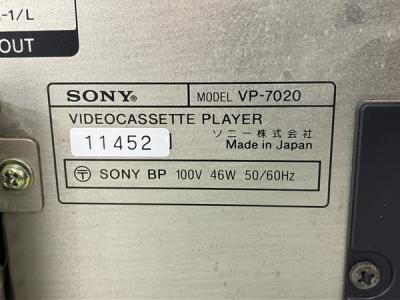 -1/L
OUT
SONY® MODEL VP-7020
VIDEOCASSETTE PLAYER
ソニー株式会社
11452 Made in Japan
〒 SONY BP 100V 46W 50/60Hz